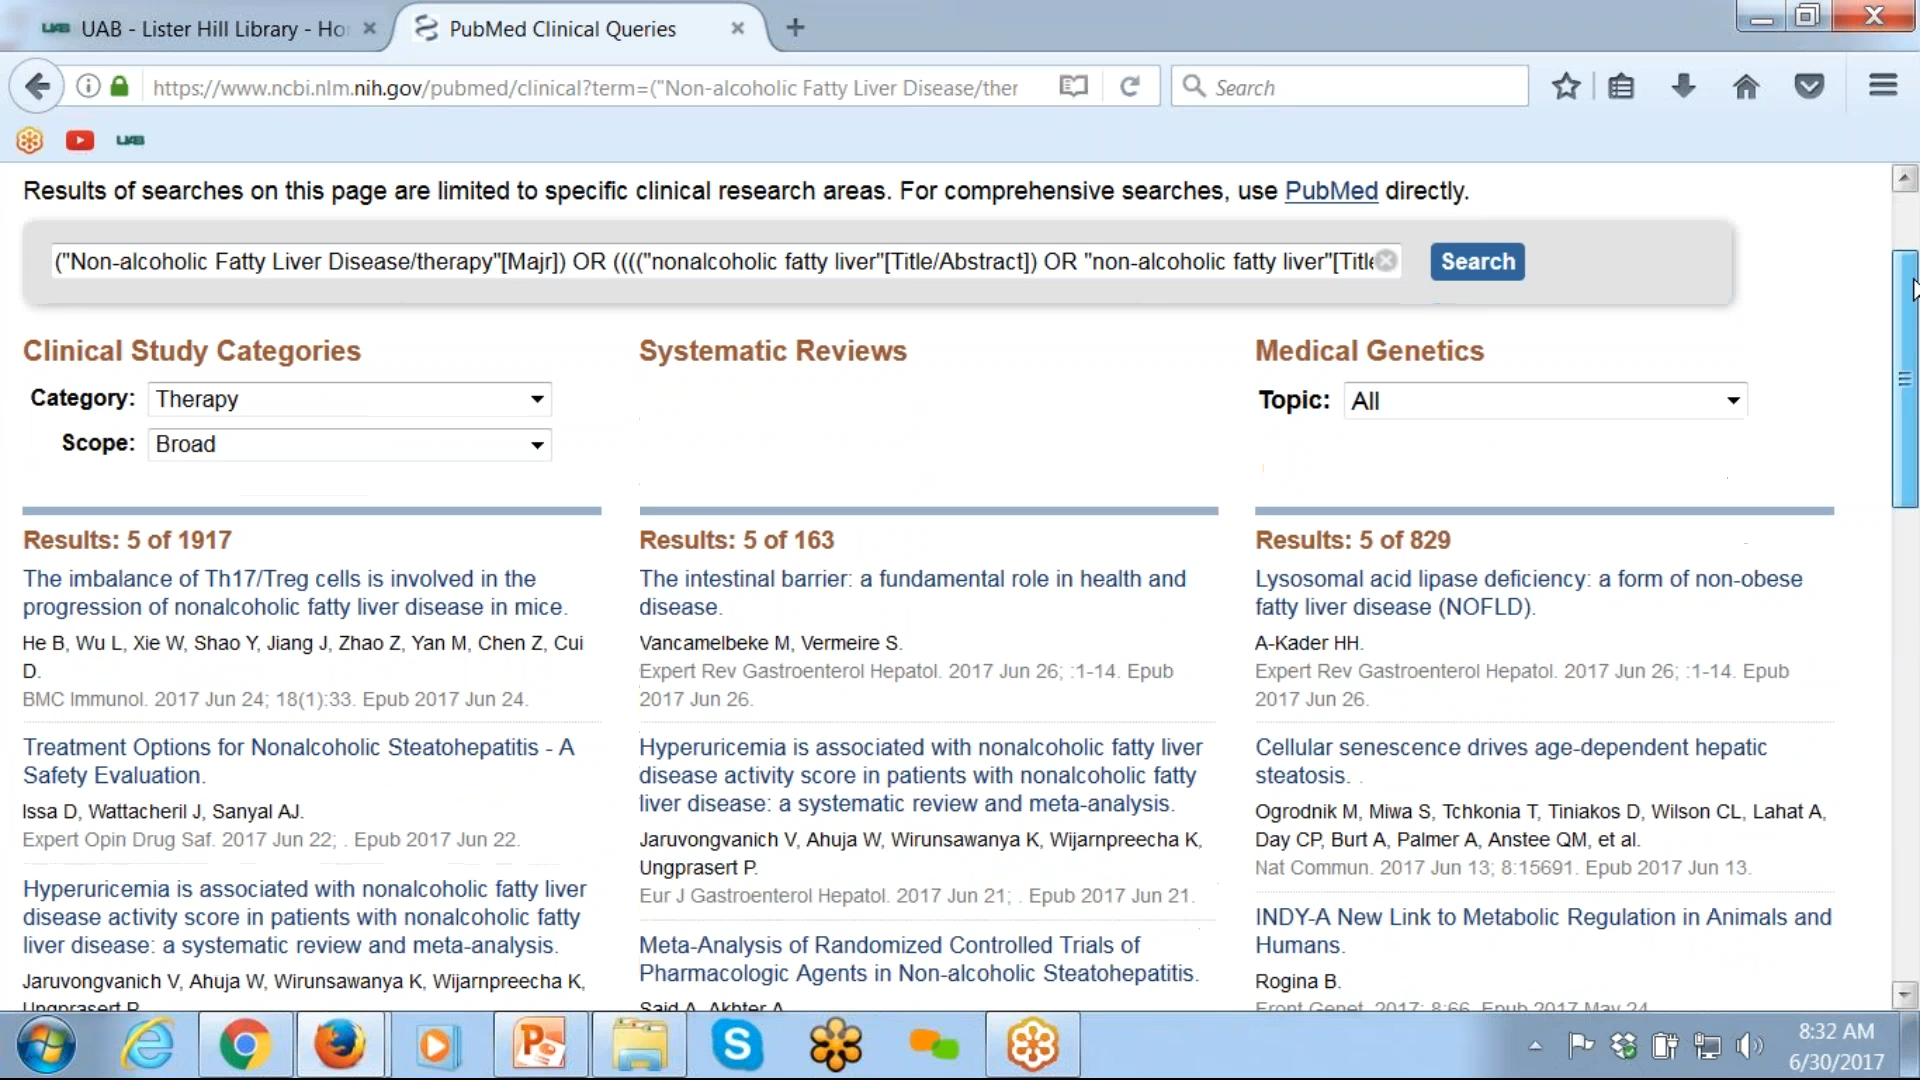 UAB - Lister Hill Library - Ho
PubMed Clinical Queries
https://www.ncbi.nlm.nih.gov/pubmed/clinical?term=("Non-alcoholic Fatty Liver Disease/ther
Search
UAB
Results of searches on this page are limited to specific clinical research areas. For comprehensive searches, use PubMed directly.
("Non-alcoholic Fatty Liver Disease/therapy"[Majr]) OR (((("nonalcoholic fatty liver"[Title/Abstract]) OR "non-alcoholic fatty liver"[Title
Search
Clinical Study Categories
Category: Therapy
Scope: Broad
Results: 5 of 1917
The imbalance of Th17/Treg cells is involved in the
progression of nonalcoholic fatty liver disease in mice.
He B, Wu L, Xie W, Shao Y, Jiang J, Zhao Z, Yan M, Chen Z, Cui
D.
BMC Immunol. 2017 Jun 24; 18(1):33. Epub 2017 Jun 24.
Treatment Options for Nonalcoholic Steatohepatitis - A
Safety Evaluation.
Issa D, Wattacheril J, Sanyal AJ.
Expert Opin Drug Saf. 2017 Jun 22; . Epub 2017 Jun 22.
Hyperuricemia is associated with nonalcoholic fatty liver
disease activity score in patients with nonalcoholic fatty
liver disease: a systematic review and meta-analysis.
Jaruvongvanich V, Ahuja W, Wirunsawanya K, Wijarnpreecha K,
Ungprasert P.
Systematic Reviews
Results: 5 of 163
The intestinal barrier: a fundamental role in health and
disease.
Vancamelbeke M, Vermeire S.
Expert Rev Gastroenterol Hepatol. 2017 Jun 26; :1-14. Epub
2017 Jun 26.
Hyperuricemia is associated with nonalcoholic fatty liver
disease activity score in patients with nonalcoholic fatty
liver disease: a systematic review and meta-analysis.
Jaruvongvanich V, Ahuja W, Wirunsawanya K, Wijarnpreecha K,
Ungprasert P.
Eur J Gastroenterol Hepatol. 2017 Jun 21; . Epub 2017 Jun 21.
Meta-Analysis of Randomized Controlled Trials of
Pharmacologic Agents in Non-alcoholic Steatohepatitis.
Said A, Akhter A.
Medical Genetics
Topic: All
Results: 5 of 829
Lysosomal acid lipase deficiency: a form of non-obese
fatty liver disease (NOFLD).
A-Kader HH.
Expert Rev Gastroenterol Hepatol. 2017 Jun 26; :1-14. Epub
2017 Jun 26.
Cellular senescence drives age-dependent hepatic
steatosis.
Ogrodnik M, Miwa S, Tchkonia T, Tiniakos D, Wilson CL, Lahat A,
Day CP, Burt A, Palmer A, Anstee QM, et al.
Nat Commun. 2017 Jun 13; 8:15691. Epub 2017 Jun 13.
INDY-A New Link to Metabolic Regulation in Animals and
Humans.
Rogina B.
Front Genet. 2017; 8:66. Epub 2017 May 24.
8:32 AM
6/30/2017